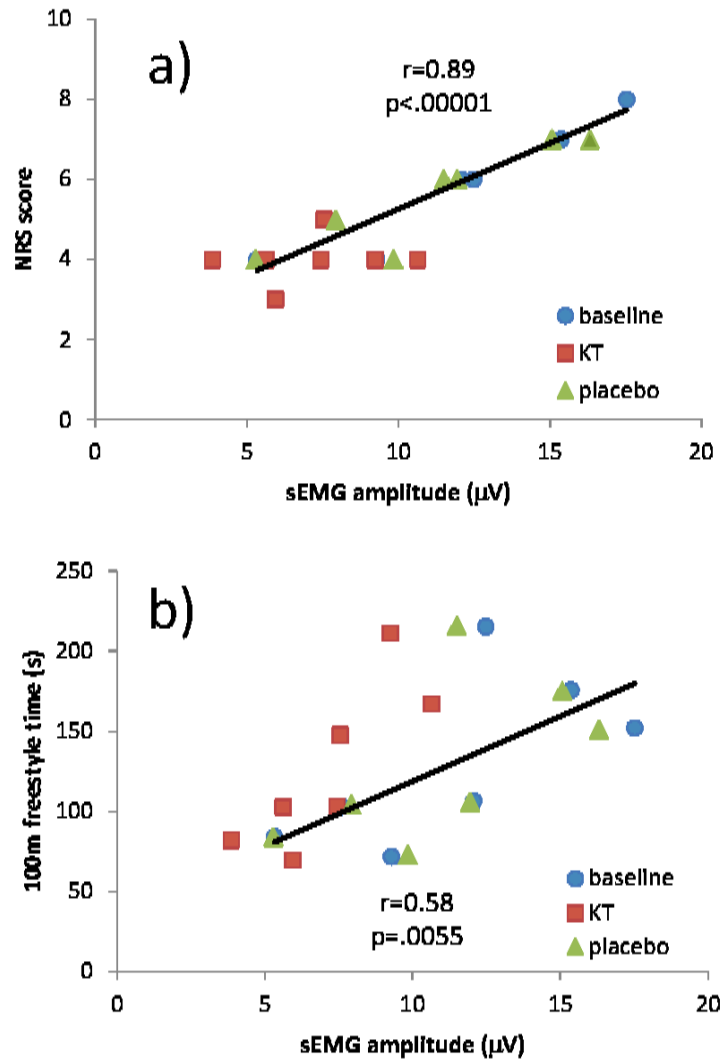 a)
r=0.89
p<.00001
NRS score
10
8
6
4
2
0
baseline
KT
placebo
0 5 10 15 20
sEMG amplitude (µV)
b)
100m freestyle time (s)
250
200
150
100
50
0
r=0.58
p=.0055
baseline
KT
placebo
0 5 10 15 20
sEMG amplitude (µV)